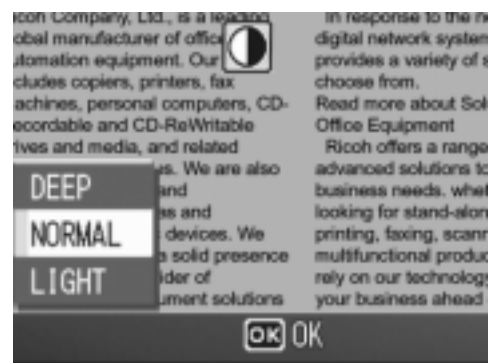 icoh Company, Ltd., is a leading
obal manufacturer of office
utomation equipment. Our
cludes copiers, printers, fax
achines, personal computers, CD-
ecordable and CD-ReWritable
rives and media, and related
We are also
and
and
devices. We
a solid presence
ider of
ument solutions
In response to the
digital network system
provides a variety of s
choose from.
Read more about Sol
Office Equipment
Ricoh offers a range
advanced solutions to
business needs. whet
looking for stand-alon
printing, faxing, scann
multifunctional produc
rely on our technology
your business ahead
DEEP
NORMAL
LIGHT
OK OK